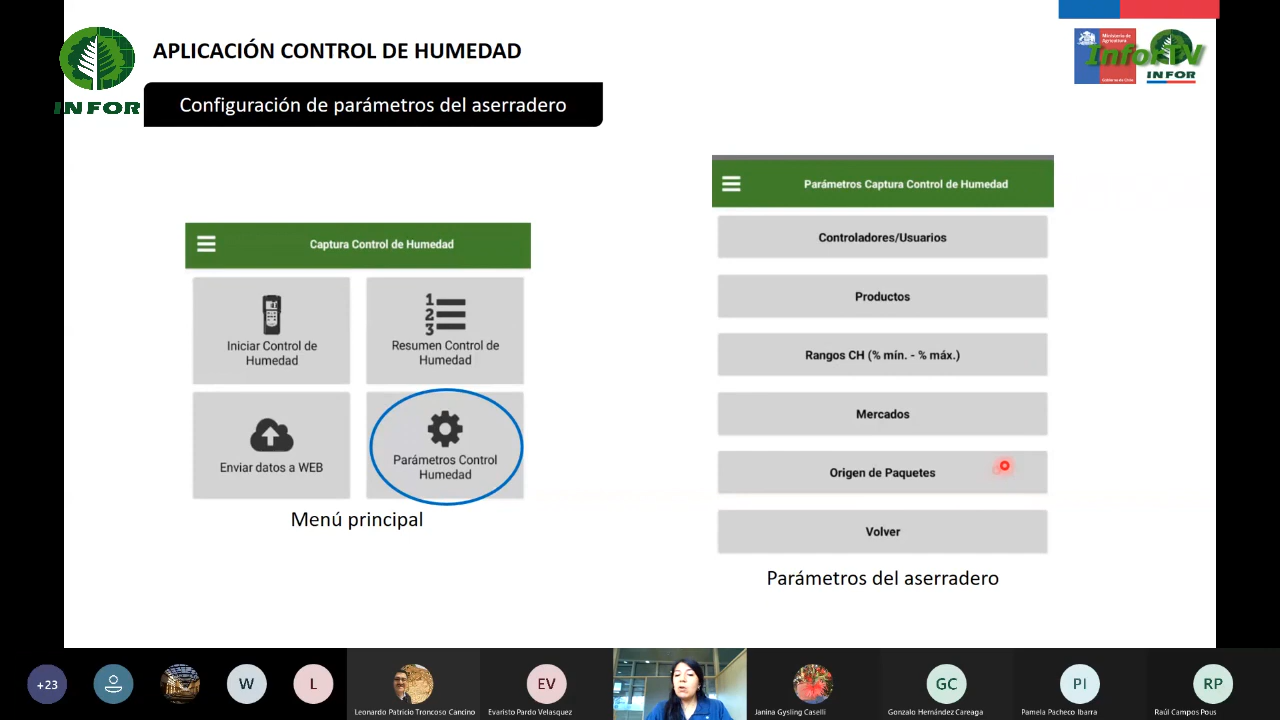 INFOR
APLICACIÓN CONTROL DE HUMEDAD
Configuración de parámetros del aserradero
Ministerio de
Agricultura
Gobierno de Chile
InforTV
INFOR
Captura Control de Humedad
Iniciar Control de
Humedad
1
2
3
Resumen Control de
Humedad
Enviar datos a WEB
Parámetros Control
Humedad
Menú principal
Parámetros Captura Control de Humedad
Controladores/Usuarios
Productos
Rangos CH (% mín. - % máx.)
Mercados
Origen de Paquetes
Volver
Parámetros del aserradero
+23
W
L
Leonardo Patricio Troncoso Cancino
EV
Evaristo Pardo Velasquez
Janina Gysling Caselli
GC
Gonzalo Hernández Careaga
PI
Pamela Pacheco Ibarra
RP
Raúl Campos Pous